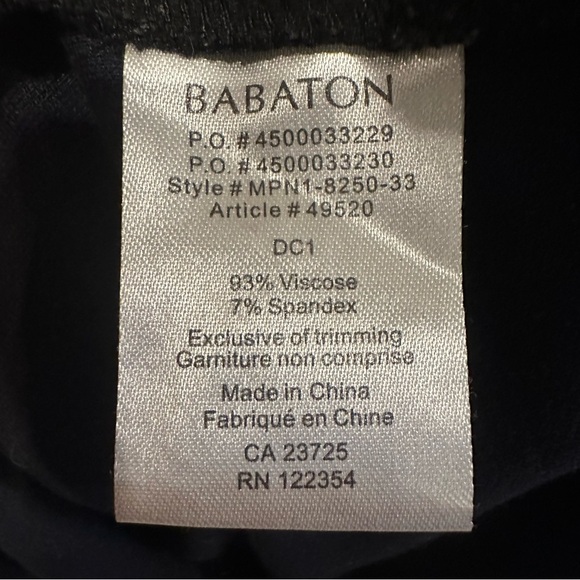 BABATON
P.O. # 4500033229
P.O. # 4500033230
Style # MPN1-8250-33
Article # 49520
DC1
93% Viscose
7% Spandex
Exclusive of trimming
Garniture non comprise
Made in China
Fabriqué en Chine
CA 23725
RN 122354